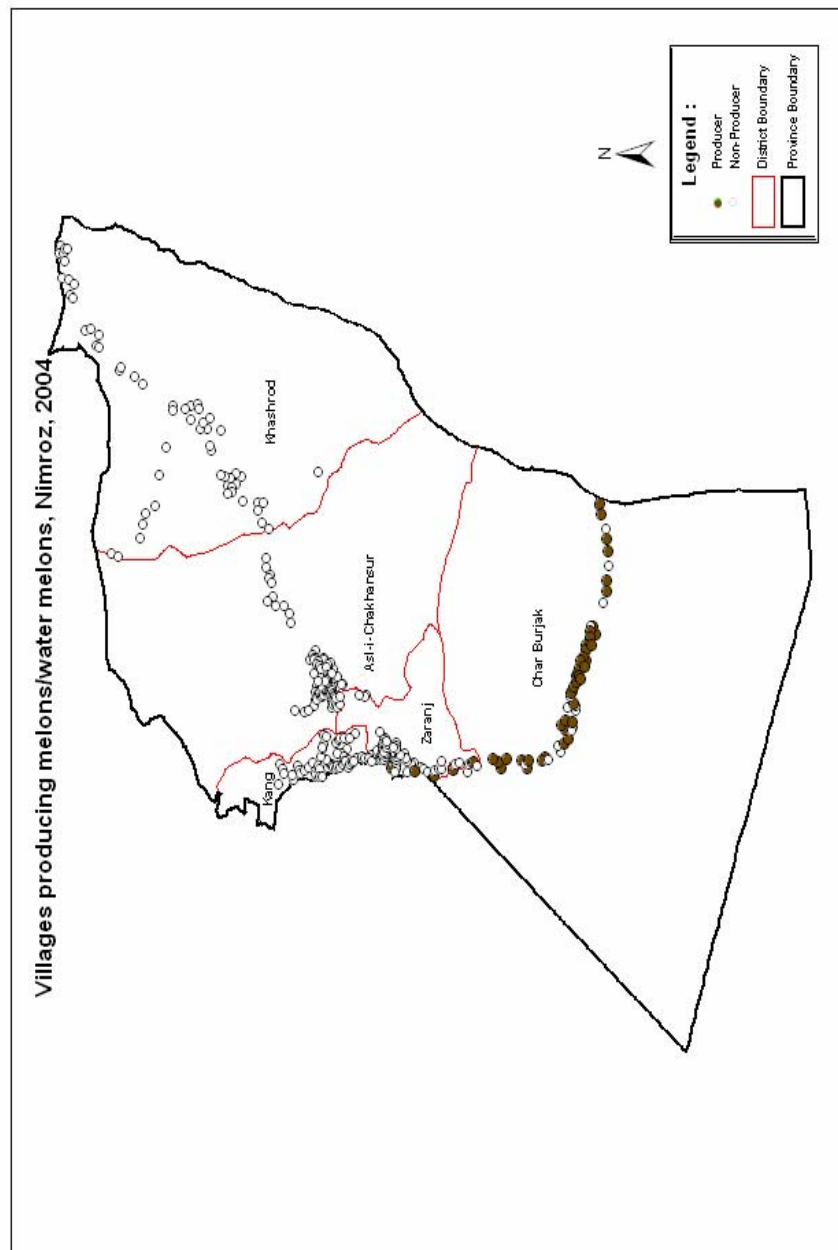 Villages producing melons/water melons, Nimroz, 2004
N
Khashrod
Kang
Asl-i-Chakhansur
Zaranj
Char Burjak
Legend :
Producer
Non-Producer
District Boundary
Province Boundary